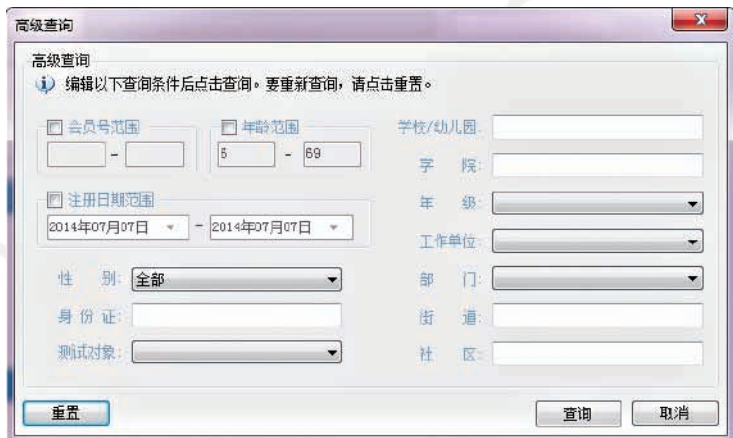 高级查询
高级查询
编辑以下查询条件后点击查询。要重新查询，请点击重置。
会员号范围
-
年龄范围
5 - 69
注册日期范围
2014年07月07日 - 2014年07月07日
性 别: 全部
身 份 证:
测试对象:
学校/幼儿园:
学 院:
年 级:
工作单位:
部 门:
街 道:
社 区:
重置
查询
取消